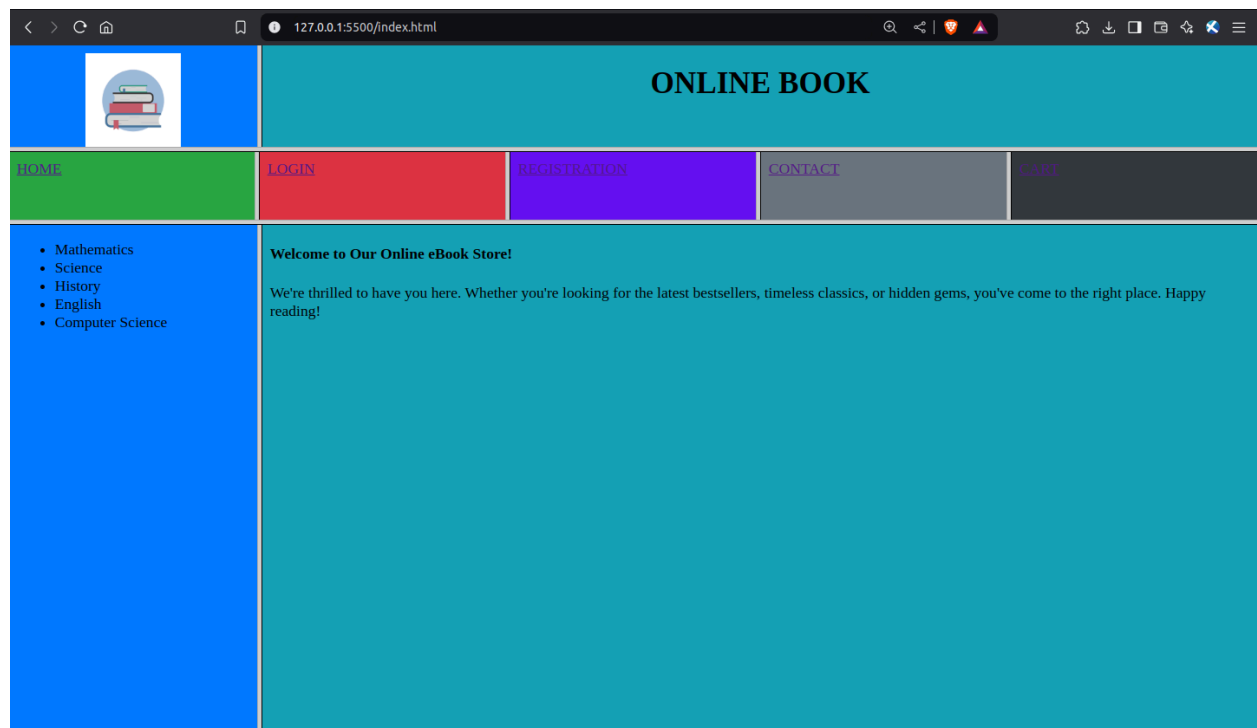 127.0.0.1:5500/index.html
ONLINE BOOK
HOME
LOGIN
REGISTRATION
CONTACT
CART
Mathematics
Science
History
English
Computer Science
Welcome to Our Online eBook Store!
We're thrilled to have you here. Whether you're looking for the latest bestsellers, timeless classics, or hidden gems, you've come to the right place. Happy
reading!